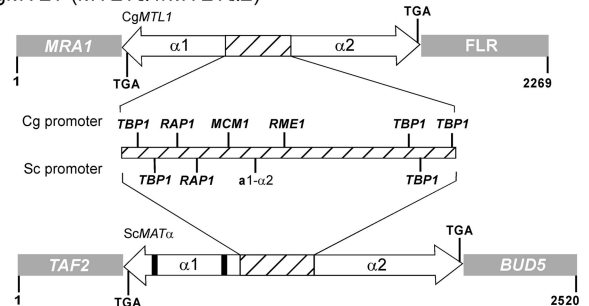 CgMTL1
TGA
MRA1 α1 α2 FLR
TGA
1 2269
Cg promoter TBP1 RAP1 MCM1 RME1 TBP1 TBP1
Sc promoter TBP1 RAP1 a1-α2 TBP1
ScMATα
TGA
TAF2 α1 α2 BUD5
TGA
1 2520